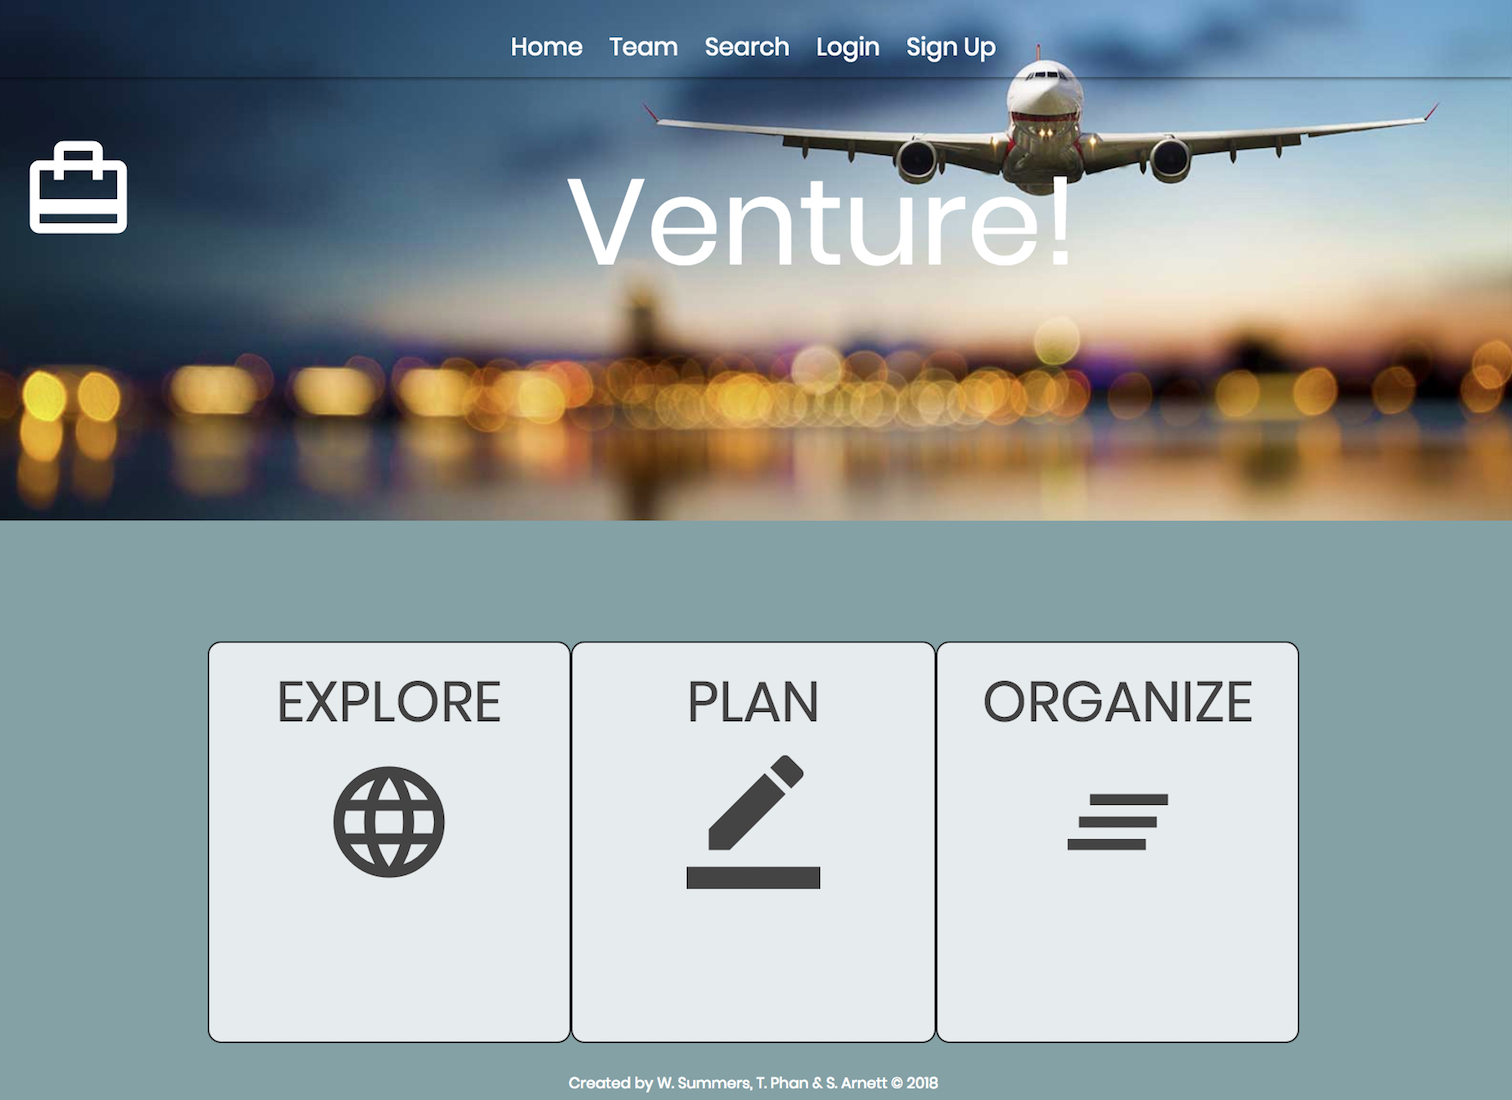 Home Team Search Login Sign Up
Venture!
EXPLORE
PLAN
ORGANIZE
Created by W. Summers, T. Phan & S. Arnett © 2018